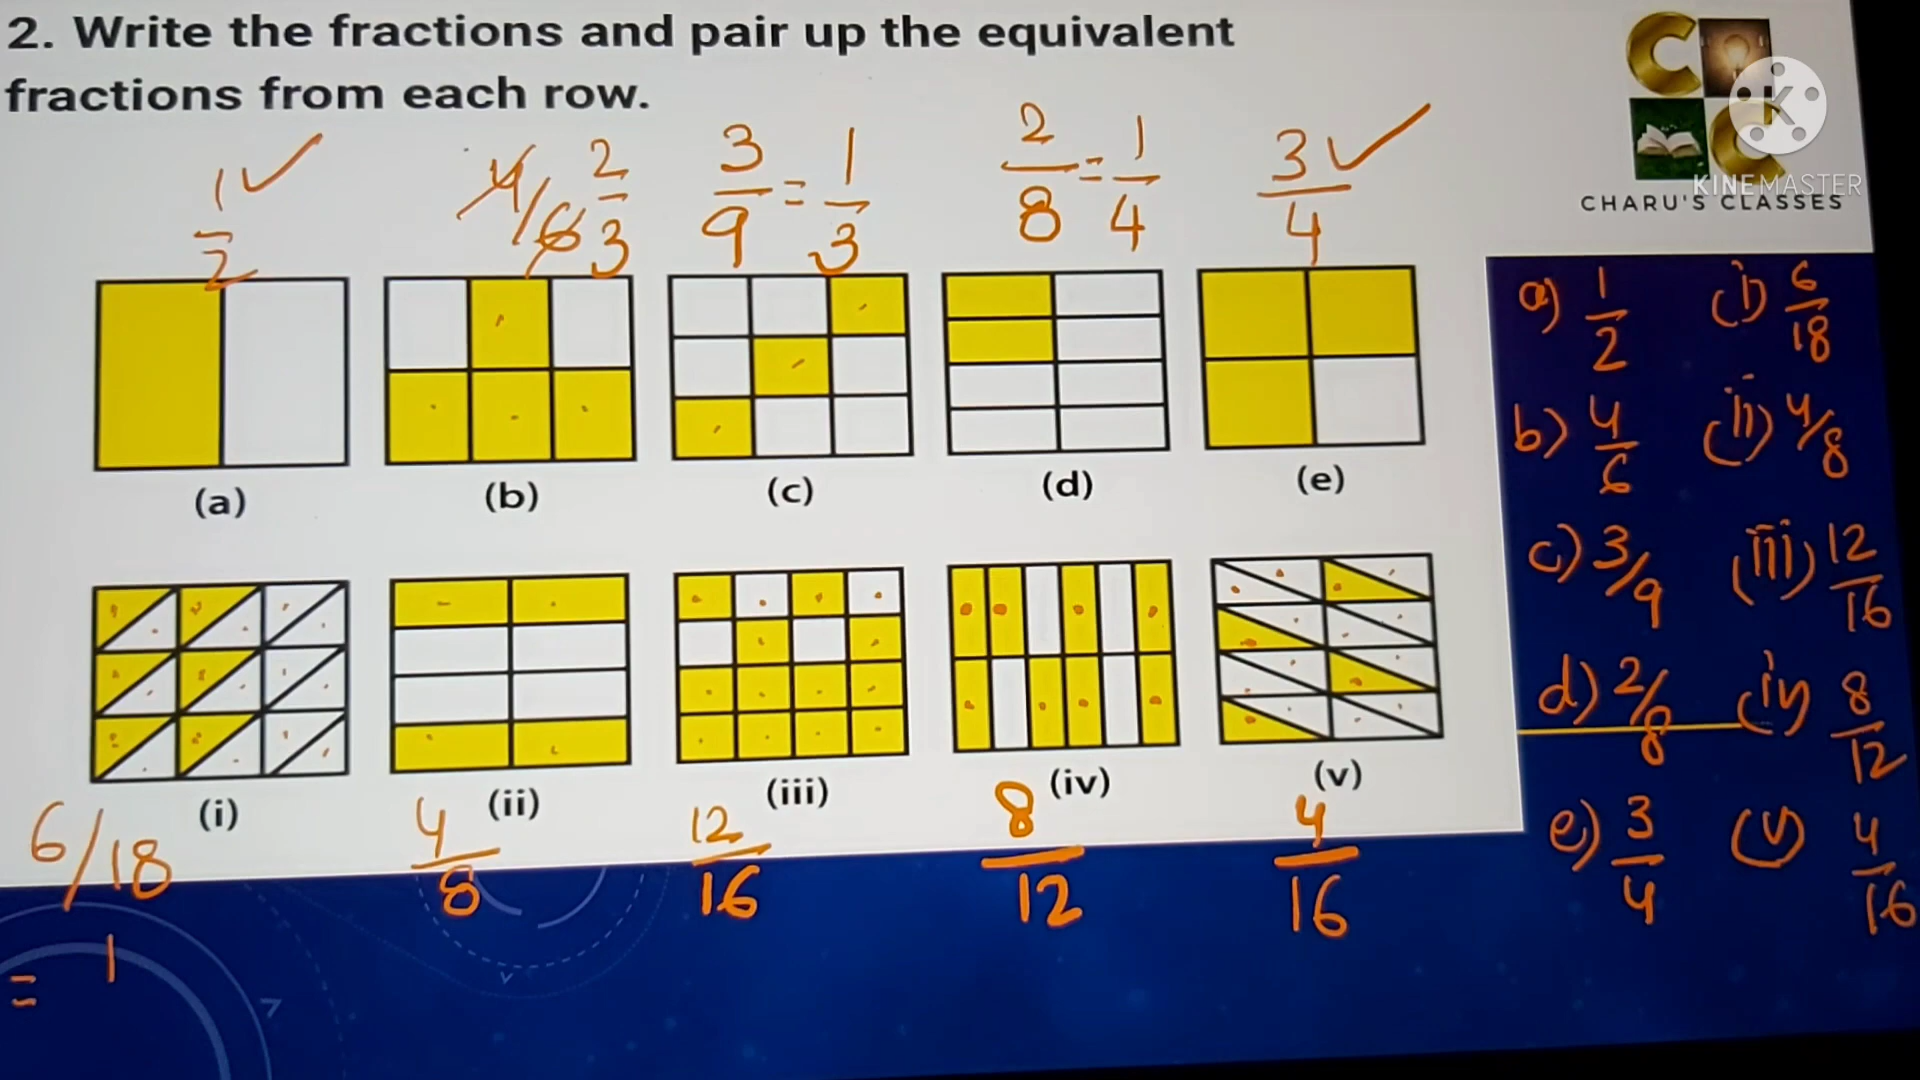 2. Write the fractions and pair up the equivalent
fractions from each row.
CHARU'S CLASSES
KINEMASTER
K
1/2
4/6 2/3
3/9 = 1/3
2/8 = 1/4
3/4
(a) (b) (c) (d) (e)
(i) (ii) (iii) (iv) (v)
6/18
4/8
12/16
8/12
4/16
= 1
a) 1/2 (i) 6/18
b) 4/6 (ii) 4/8
c) 3/9 (iii) 12/16
d) 2/8 (iv) 8/12
e) 3/4 (v) 4/16